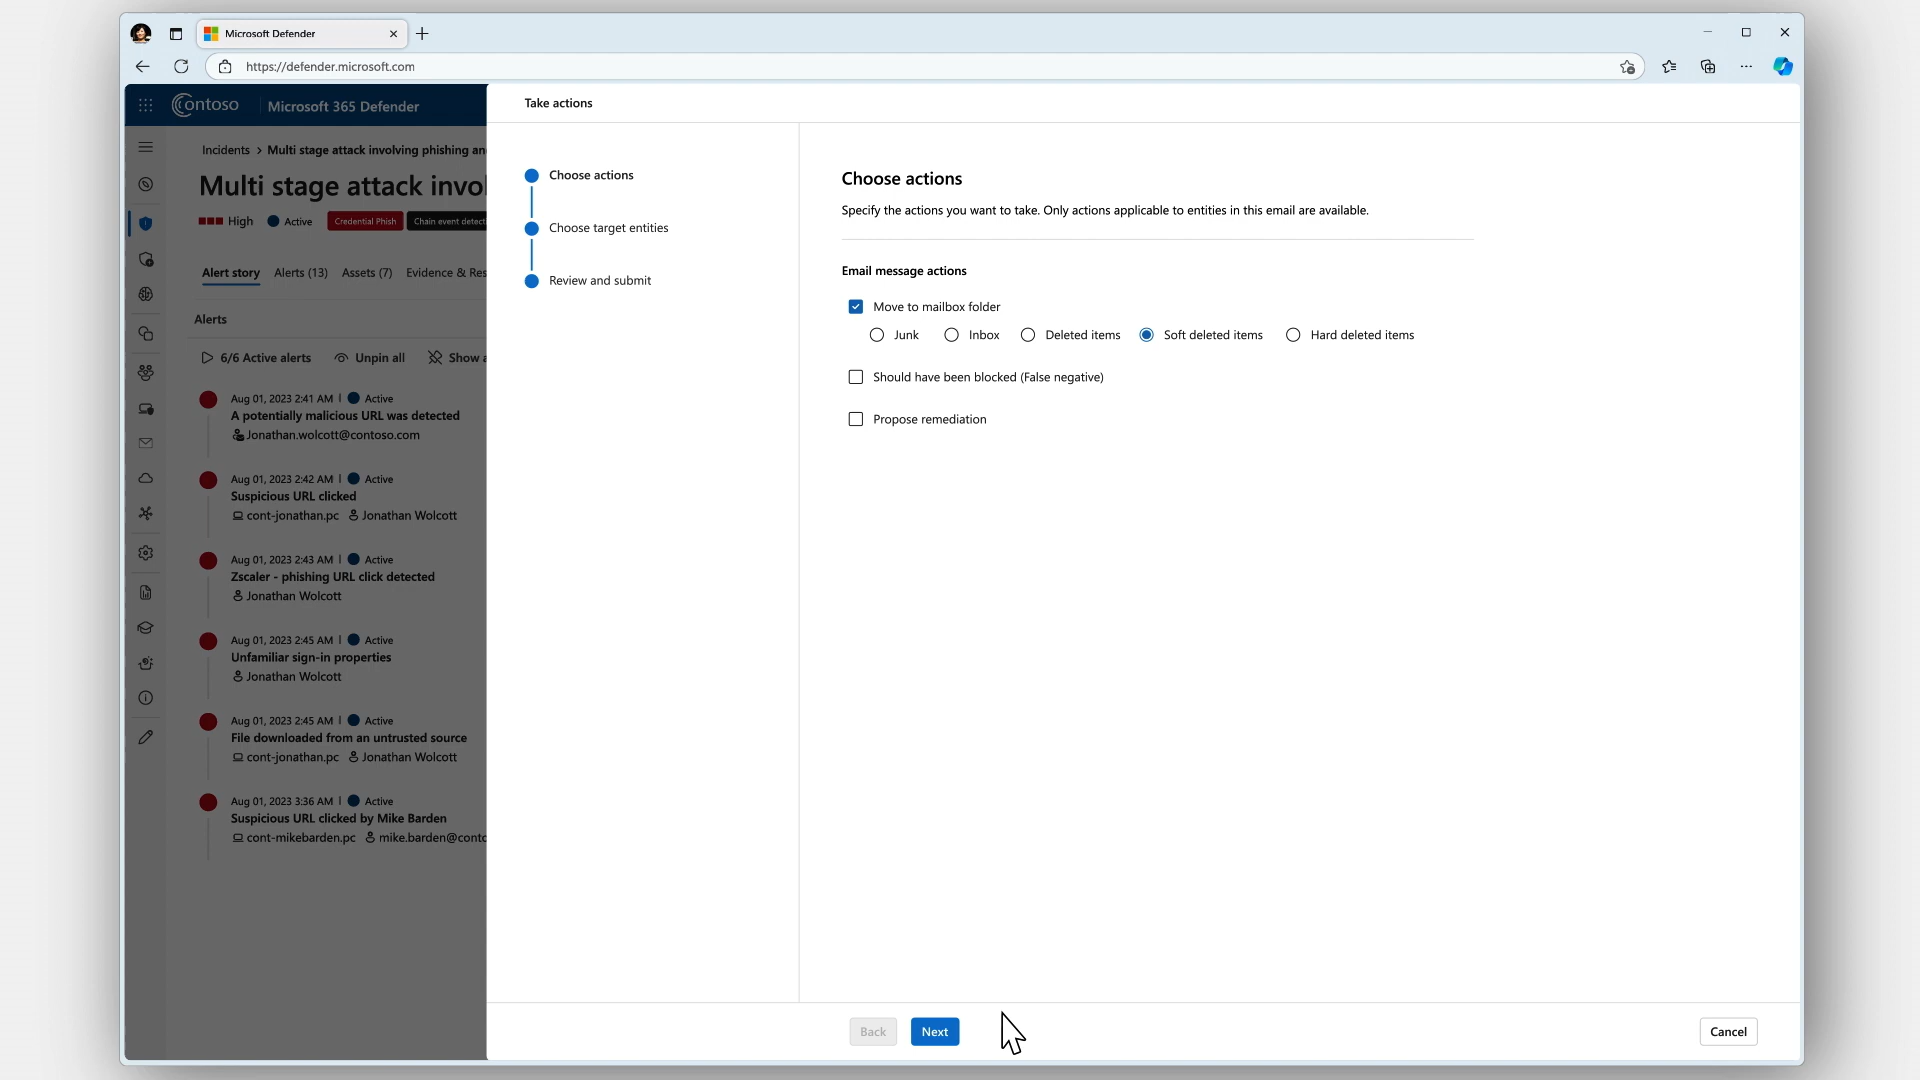 Microsoft Defender
https://defender.microsoft.com
Contoso
Microsoft 365 Defender
Take actions
Incidents > Multi stage attack involving phishing an
Multi stage attack invol
High
Active
Credential Phish
Chain event detecti
Alert story
Alerts (13)
Assets (7)
Evidence & Res
Alerts
6/6 Active alerts
Unpin all
Show a
Aug 01, 2023 2:41 AM | Active
A potentially malicious URL was detected
Jonathan.wolcott@contoso.com
Aug 01, 2023 2:42 AM | Active
Suspicious URL clicked
cont-jonathan.pc Jonathan Wolcott
Aug 01, 2023 2:43 AM | Active
Zscaler - phishing URL click detected
Jonathan Wolcott
Aug 01, 2023 2:45 AM | Active
Unfamiliar sign-in properties
Jonathan Wolcott
Aug 01, 2023 2:45 AM | Active
File downloaded from an untrusted source
cont-jonathan.pc Jonathan Wolcott
Aug 01, 2023 3:36 AM | Active
Suspicious URL clicked by Mike Barden
cont-mikebarden.pc mike.barden@conto
Choose actions
Choose target entities
Review and submit
Choose actions
Specify the actions you want to take. Only actions applicable to entities in this email are available.
Email message actions
Move to mailbox folder
Junk
Inbox
Deleted items
Soft deleted items
Hard deleted items
Should have been blocked (False negative)
Propose remediation
Back
Next
Cancel